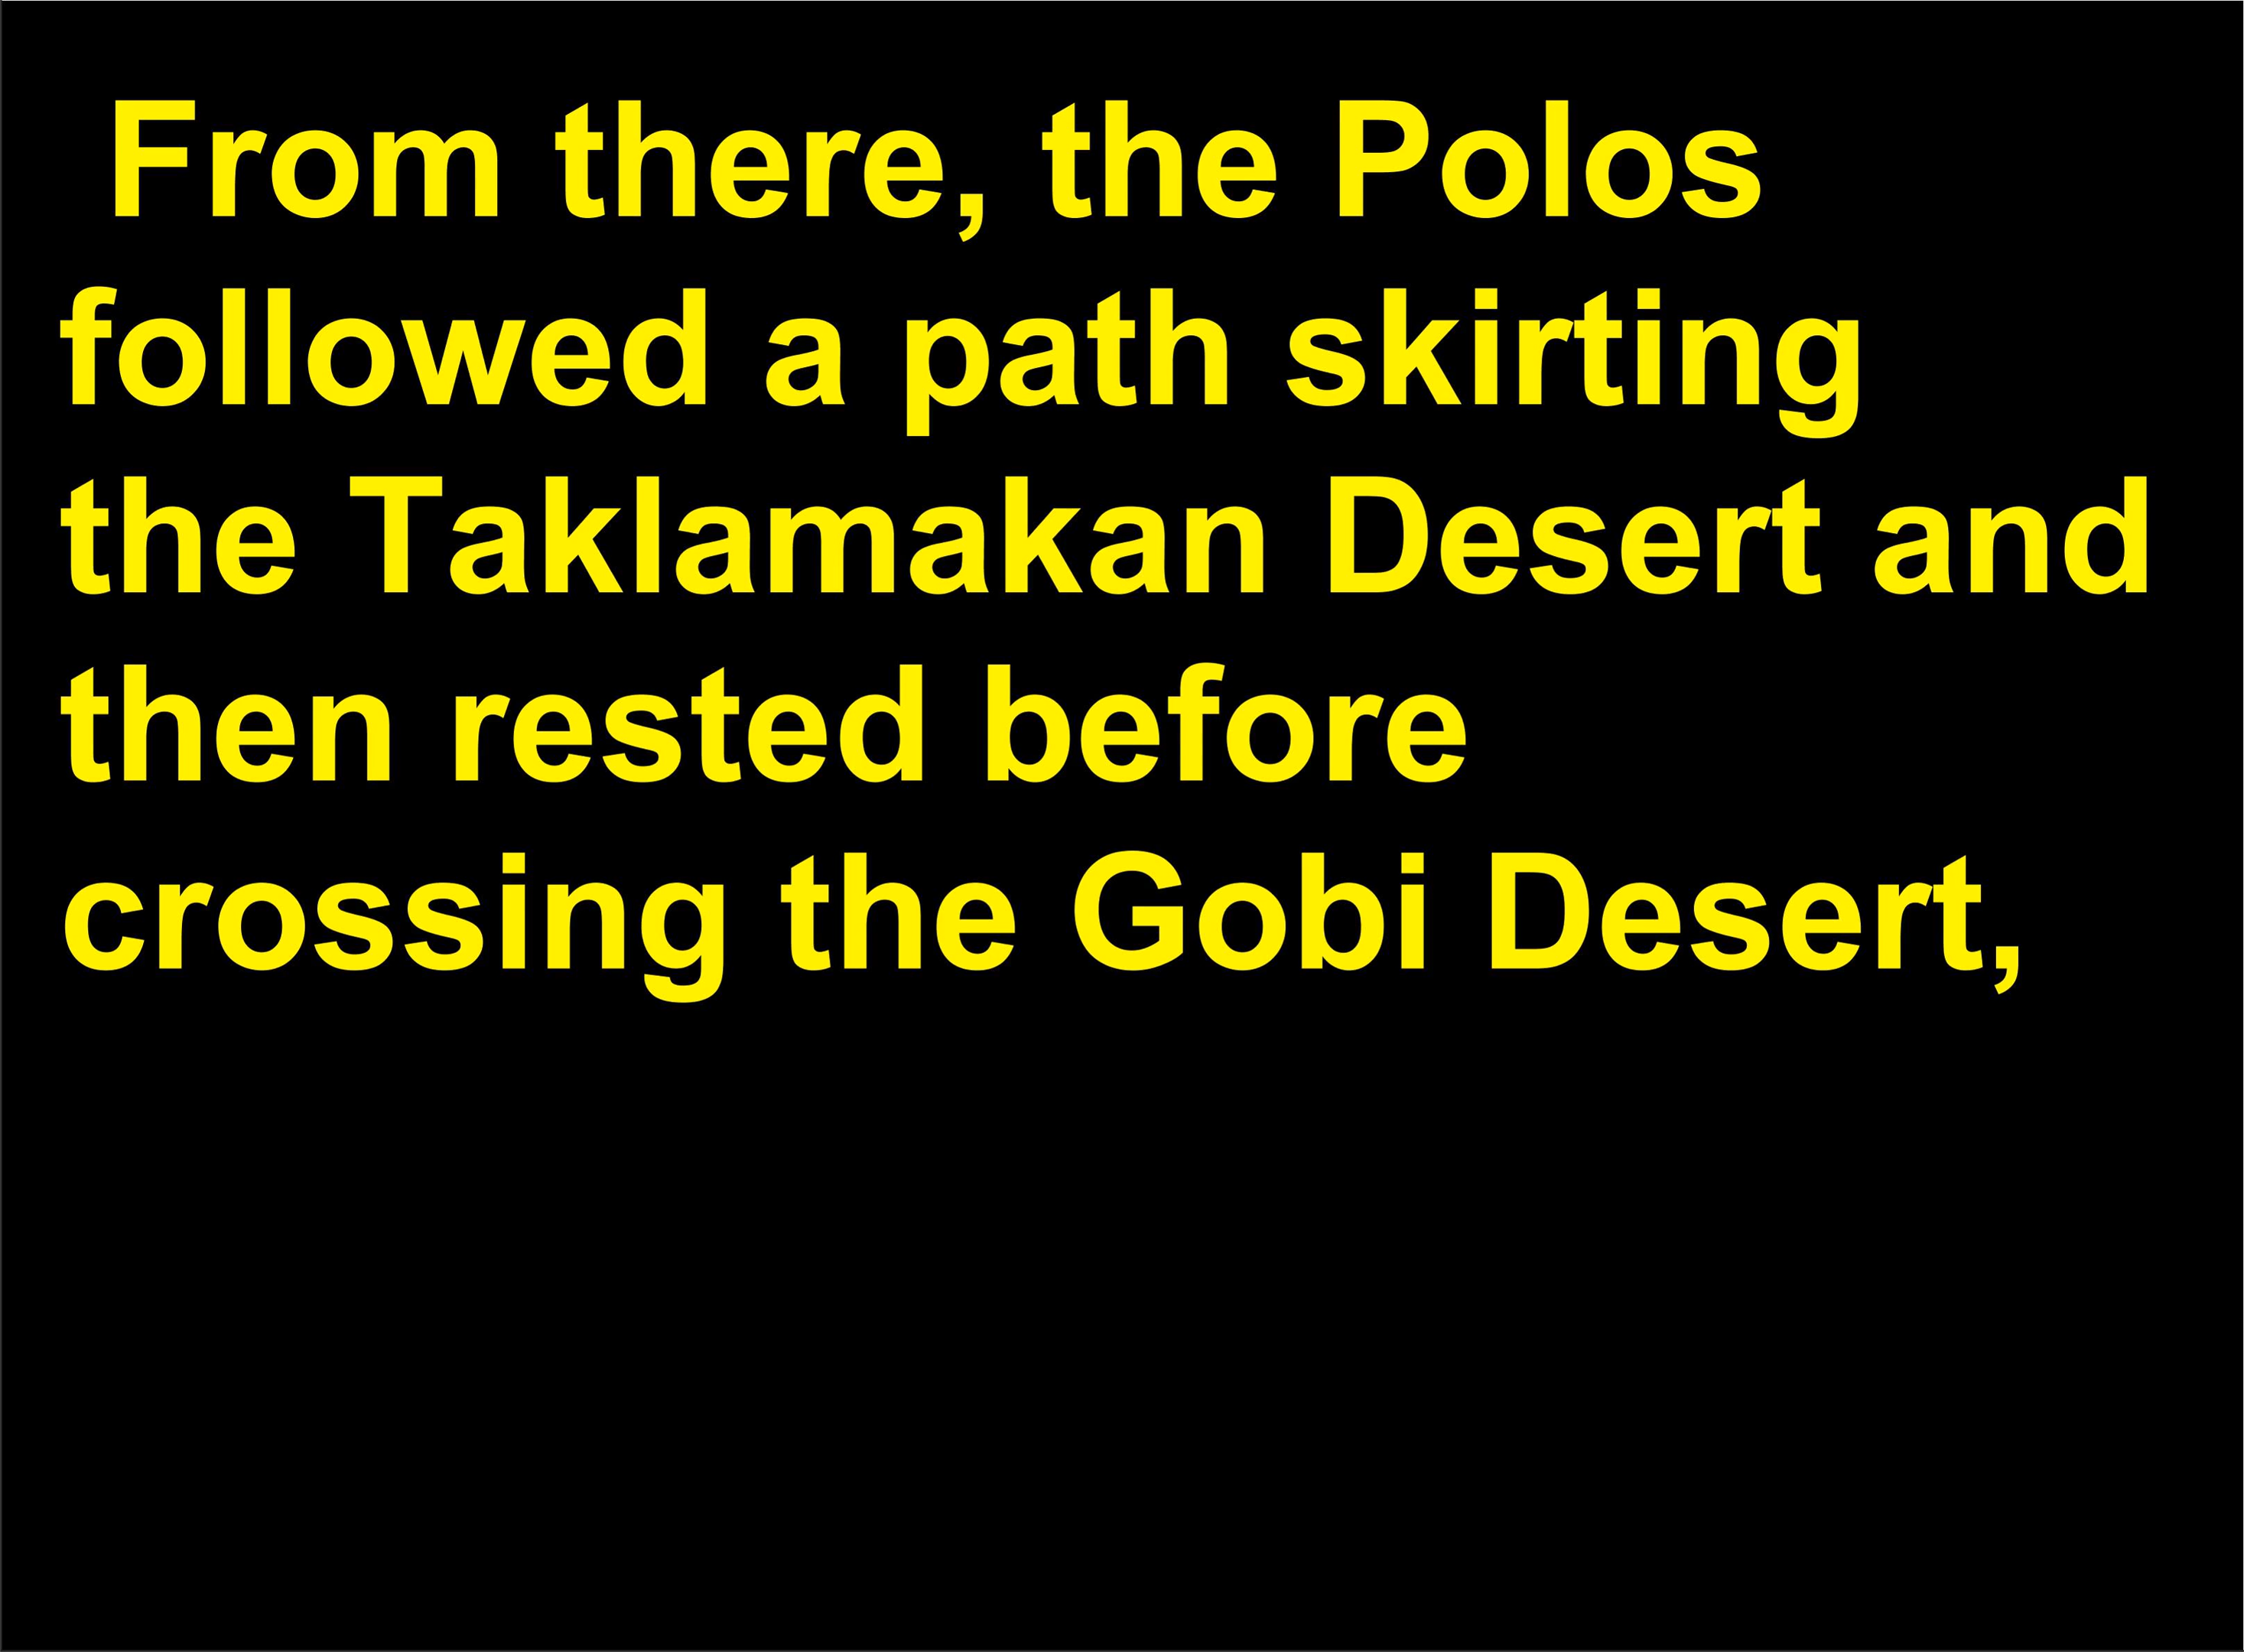 From there, the Polos
followed a path skirting
the Taklamakan Desert and
then rested before
crossing the Gobi Desert,